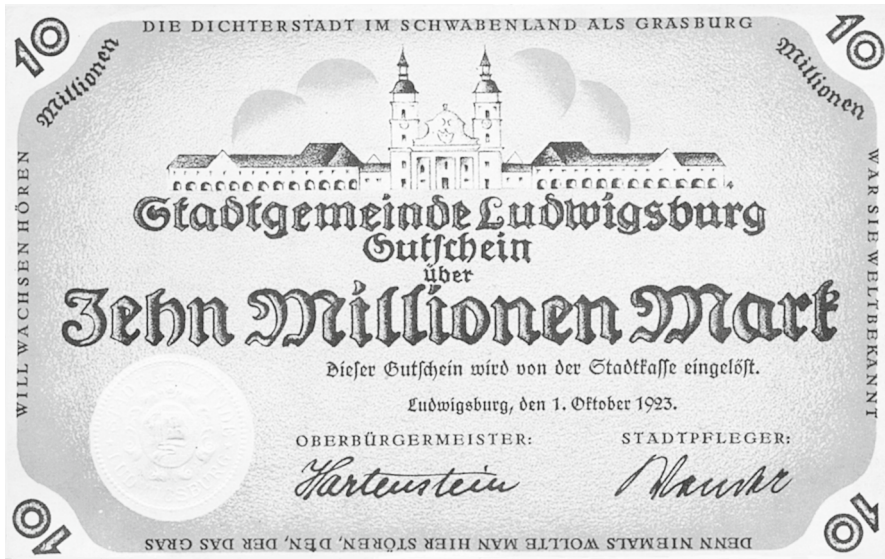 DIE DICHTERSTADT IM SCHWABENLAND ALS GRASBURG
WAR SIE WELTBEKANNT
DENN NIEMALS WOLLTE MAN HIER STÖREN, DEN, DEN, DER DAS GRAS
WILL WACHSEN HÖREN
10 Millionen
10 Millionen
Stadtgemeinde Ludwigsburg
Gutschein
über
Zehn Millionen Mark
Dieser Gutschein wird von der Stadtkasse eingelöst.
Ludwigsburg, den 1. Oktober 1923.
OBERBÜRGERMEISTER: STADTPFLEGER:
Hartenstein
10
10